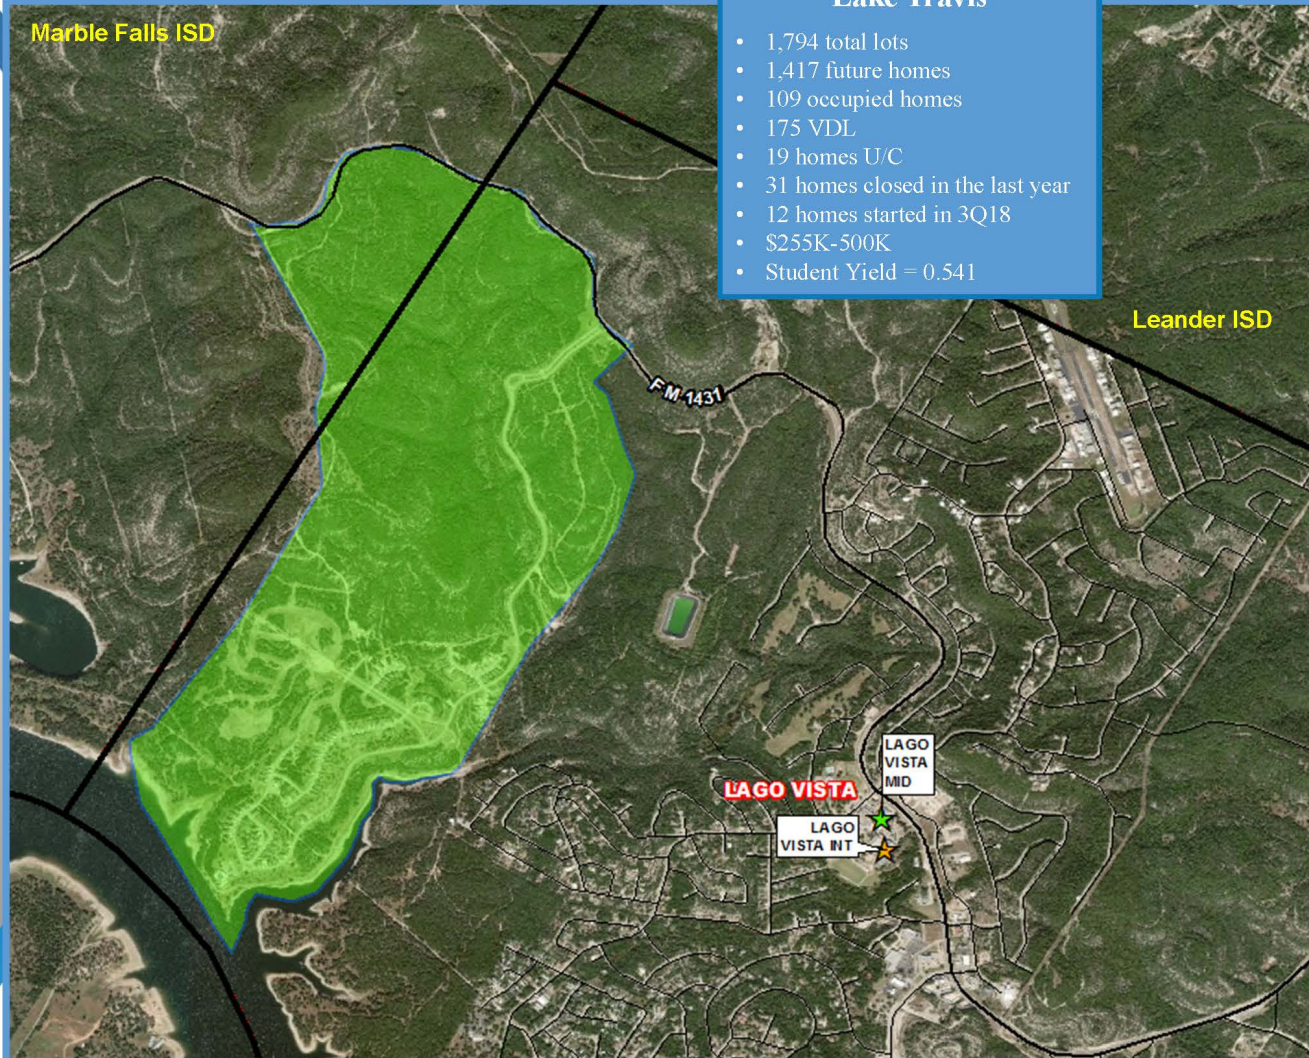 Marble Falls ISD
Lake Travis
• 1,794 total lots
• 1,417 future homes
• 109 occupied homes
• 175 VDL
• 19 homes U/C
• 31 homes closed in the last year
• 12 homes started in 3Q18
• $255K-500K
• Student Yield = 0.541
Leander ISD
F M 1431
LAGO
VISTA
MID
LAGO VISTA
LAGO
VISTA INT